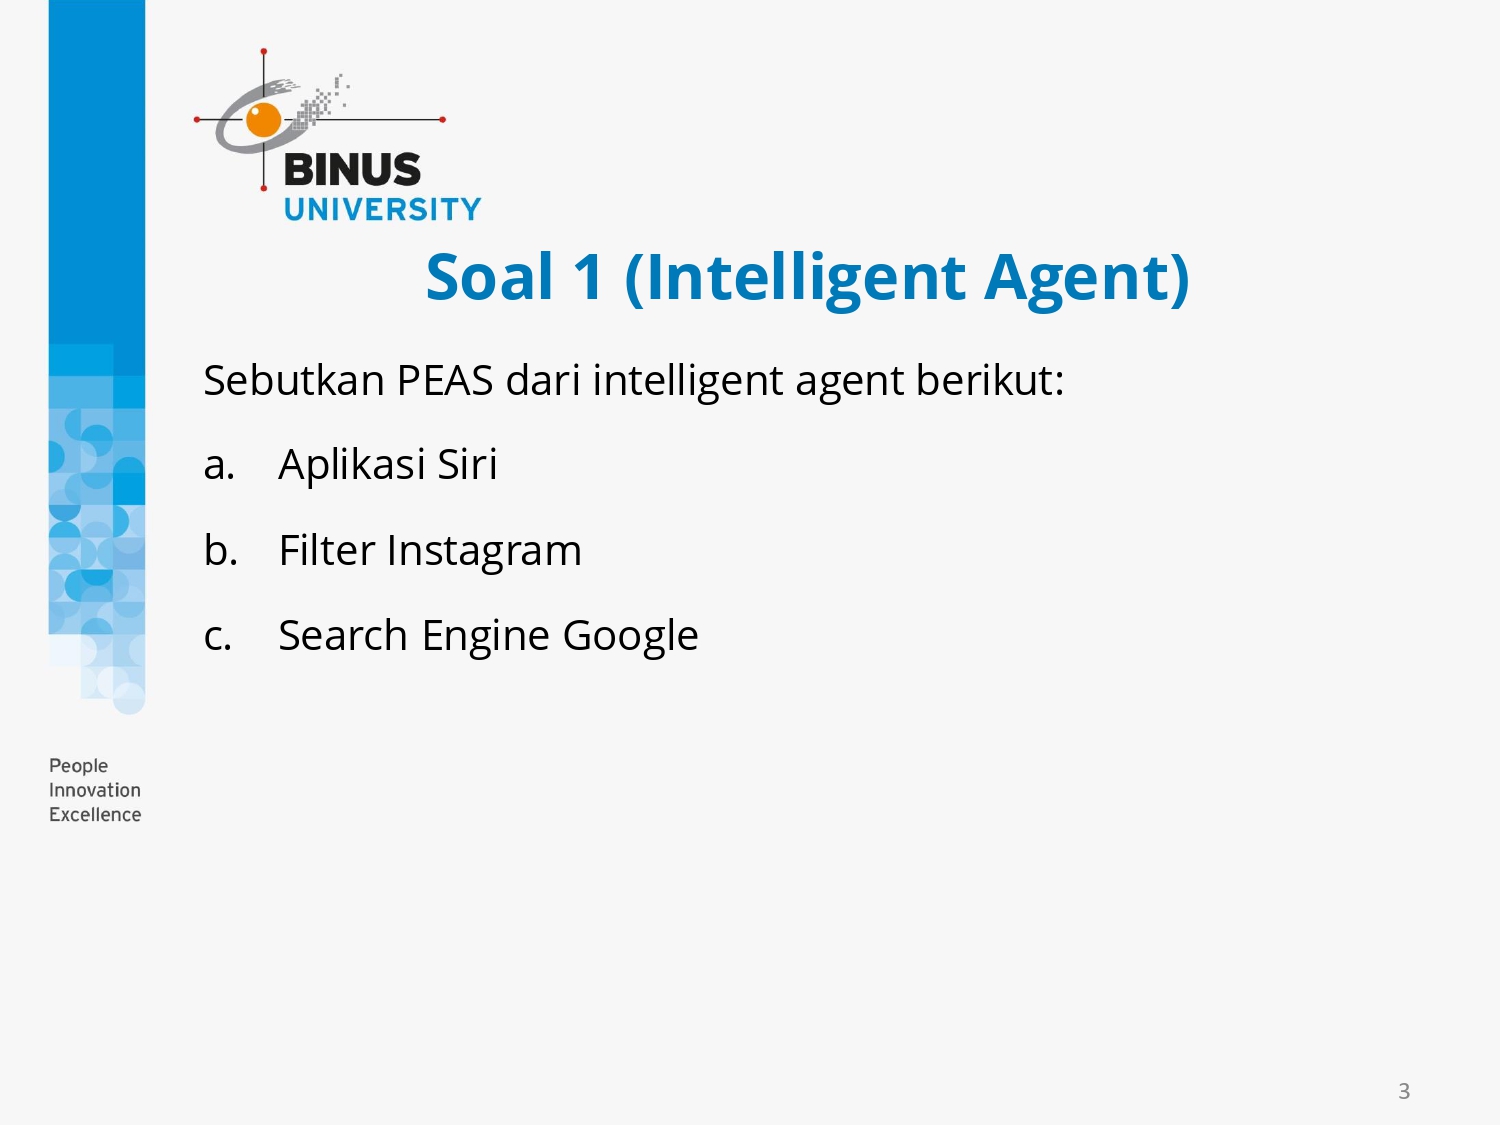 BINUS
UNIVERSITY
Soal 1 (Intelligent Agent)
Sebutkan PEAS dari intelligent agent berikut:
a. Aplikasi Siri
b. Filter Instagram
c. Search Engine Google
People
Innovation
Excellence
3